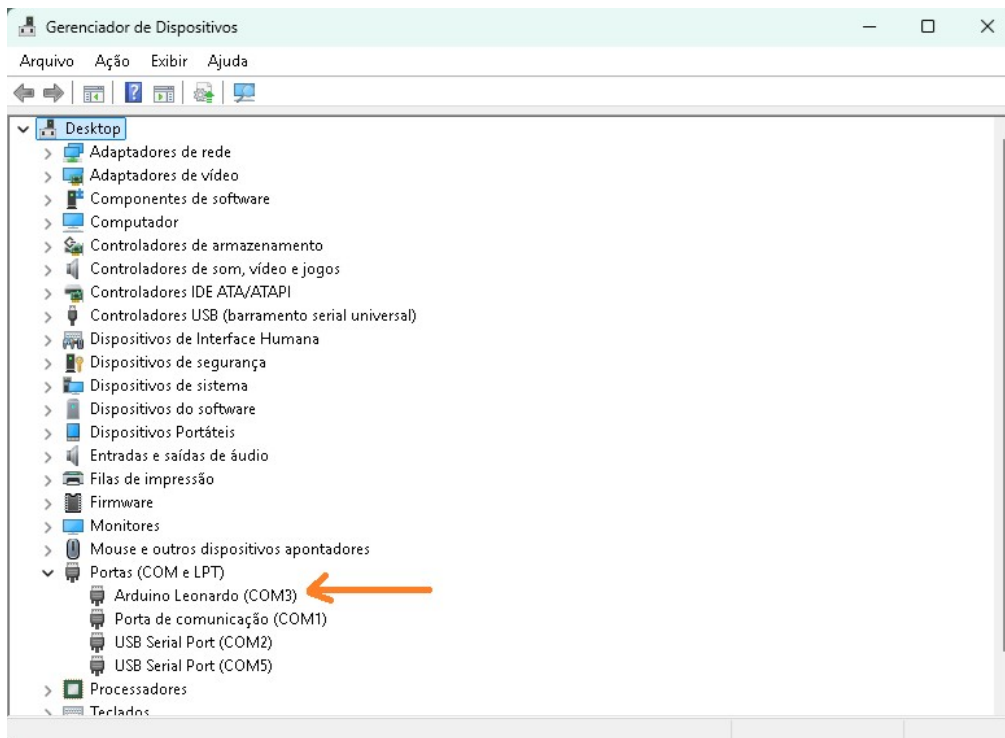 Gerenciador de Dispositivos
Arquivo Ação Exibir Ajuda
Desktop
Adaptadores de rede
Adaptadores de vídeo
Componentes de software
Computador
Controladores de armazenamento
Controladores de som, vídeo e jogos
Controladores IDE ATA/ATAPI
Controladores USB (barramento serial universal)
Dispositivos de Interface Humana
Dispositivos de segurança
Dispositivos de sistema
Dispositivos do software
Dispositivos Portáteis
Entradas e saídas de áudio
Filas de impressão
Firmware
Monitores
Mouse e outros dispositivos apontadores
Portas (COM e LPT)
Arduino Leonardo (COM3)
Porta de comunicação (COM1)
USB Serial Port (COM2)
USB Serial Port (COM5)
Processadores
Teclados